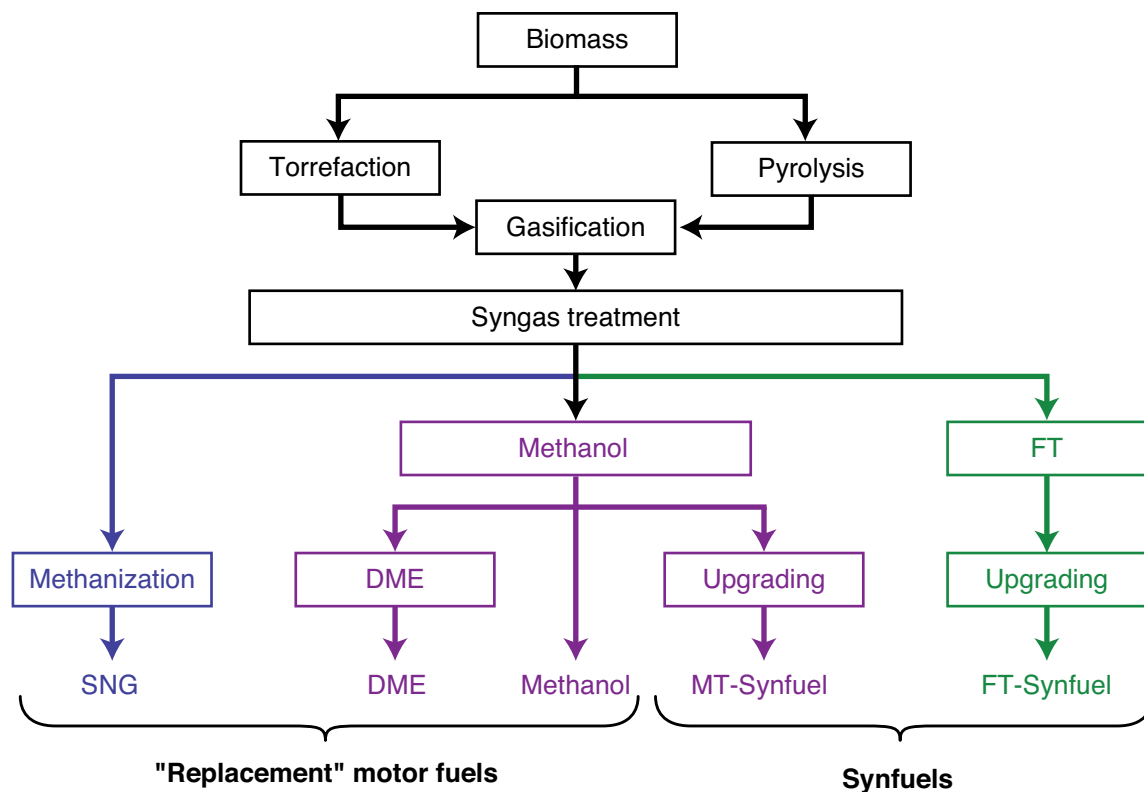 Biomass
Torrefaction
Pyrolysis
Gasification
Syngas treatment
Methanol
FT
Methanization
DME
Upgrading
Upgrading
SNG
DME
Methanol
MT-Synfuel
FT-Synfuel
"Replacement" motor fuels
Synfuels